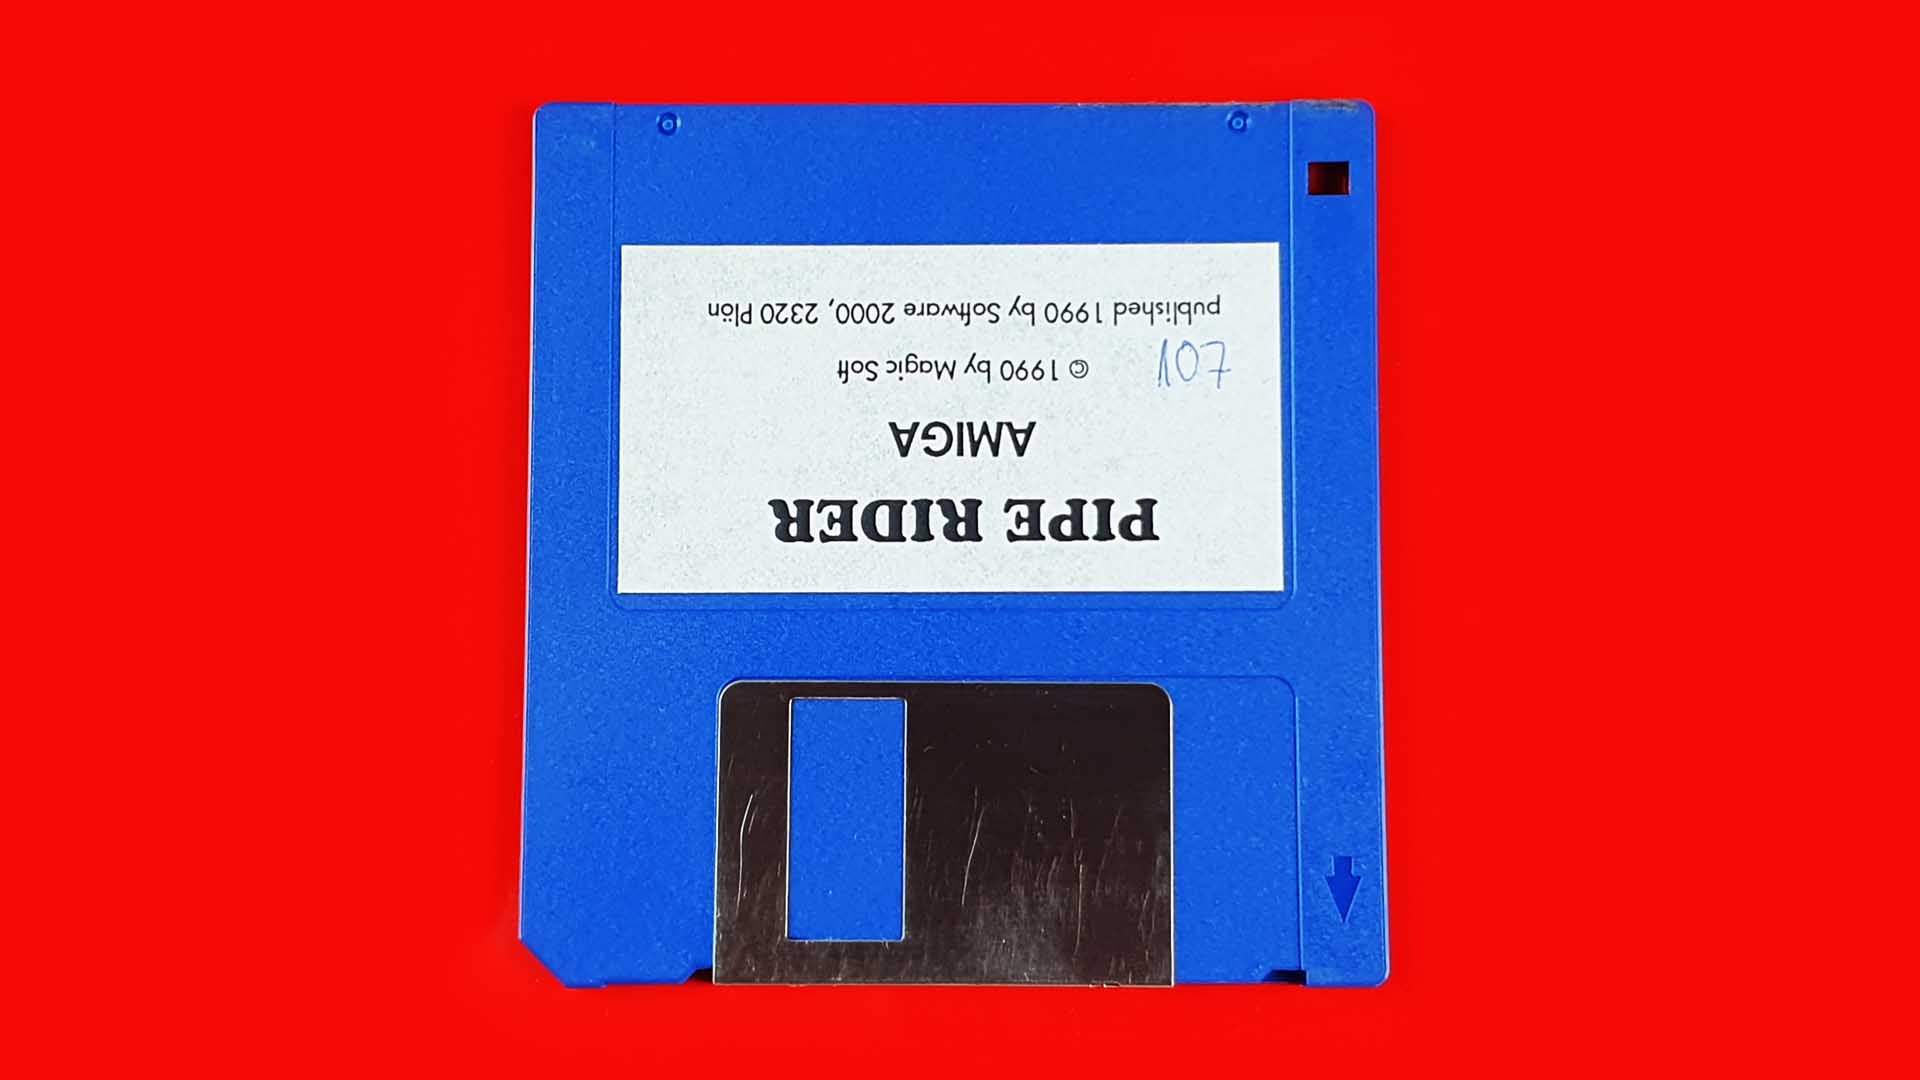 PIPE RIDER
AMIGA
© 1990 by Magic Soft
107
published 1990 by Software 2000, 2320 Plön